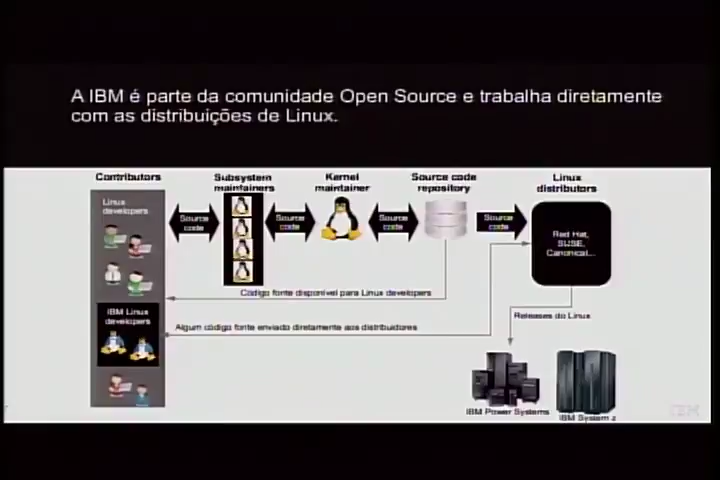 A IBM é parte da comunidade Open Source e trabalha diretamente
com as distribuições de Linux.
Contributors
Subsystem
maintainers
Kernel
maintainer
Source code
repository
Linux
distributors
Linux
developers
Source
code
Source
code
Source
code
Source
code
Red Hat,
SUSE,
Canonical...
Código fonte disponível para Linux developers
IBM Linux
developers
Algum código fonte enviado diretamente aos distribuidores
Releases do Linux
IBM Power Systems
IBM System z
IBM